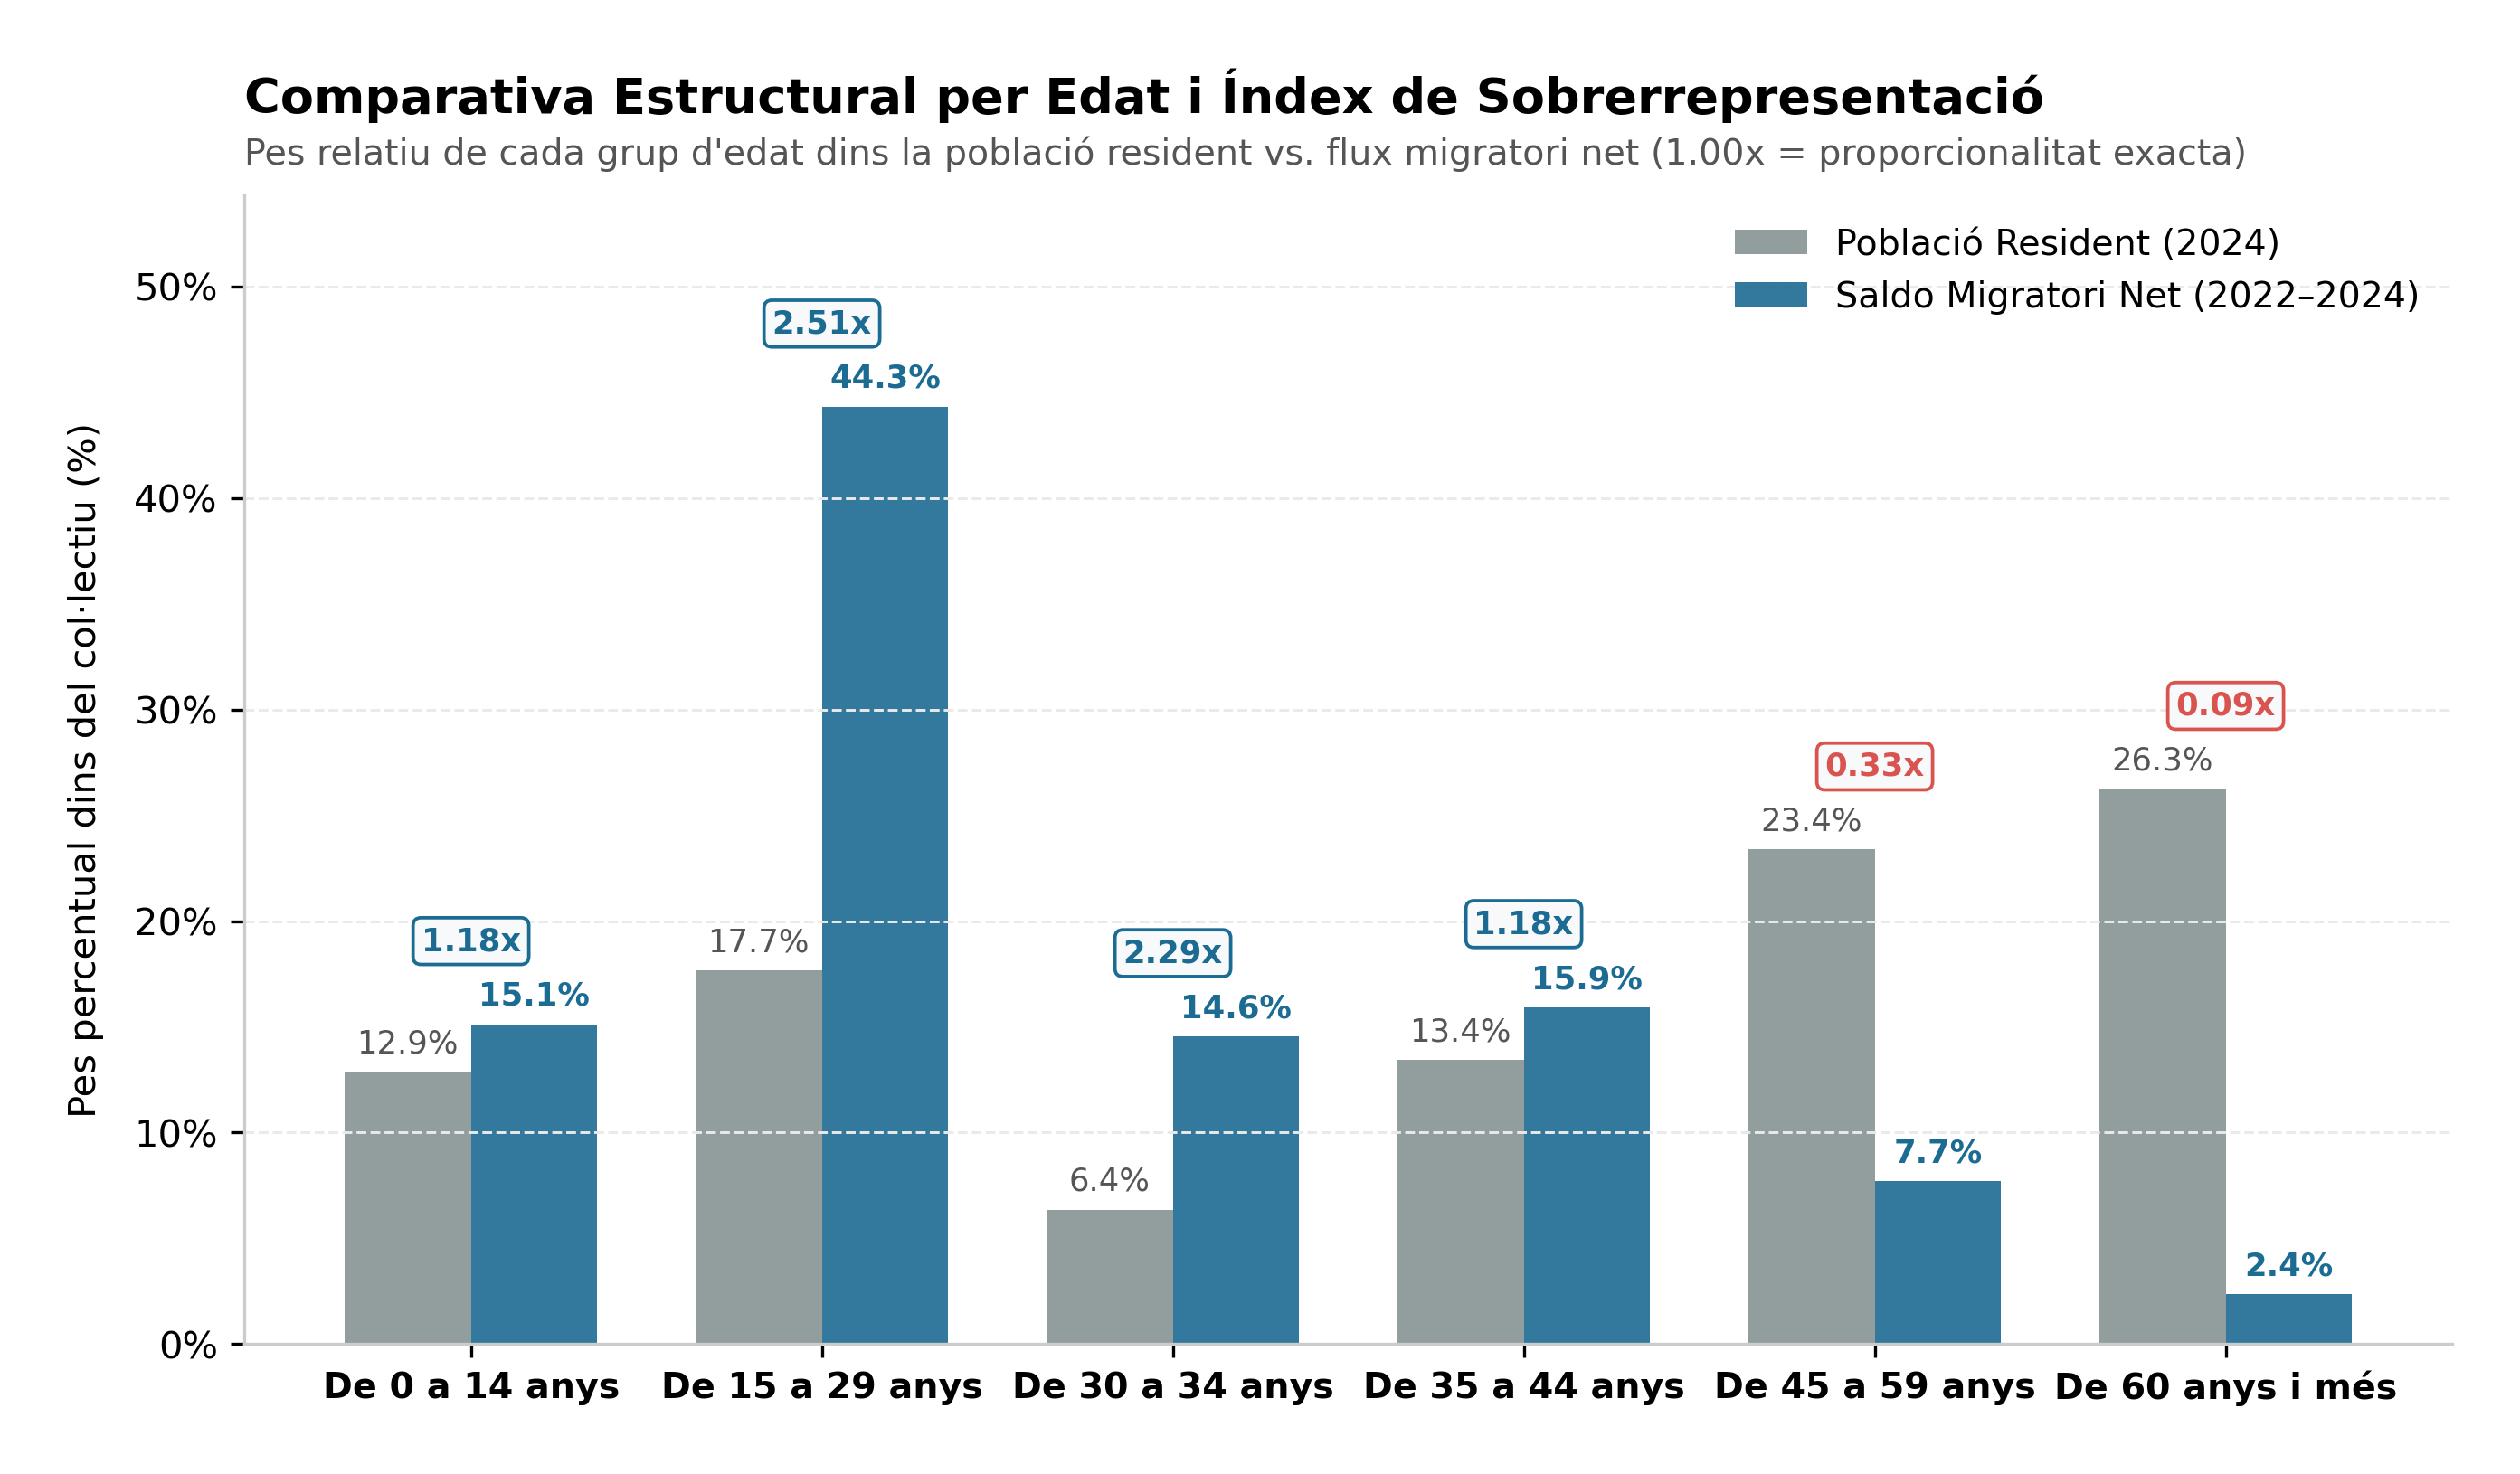 Comparativa Estructural per Edat i Índex de Sobrerrepresentació
Pes relatiu de cada grup d'edat dins la població resident vs. flux migratori net (1.00x = proporcionalitat exacta)
Població Resident (2024)
Saldo Migratori Net (2022–2024)
Pes percentual dins del col·lectiu (%)
50%
40%
30%
20%
10%
0%
1.18x
12.9%
15.1%
2.51x
17.7%
44.3%
2.29x
6.4%
14.6%
1.18x
13.4%
15.9%
0.33x
23.4%
7.7%
0.09x
26.3%
2.4%
De 0 a 14 anys
De 15 a 29 anys
De 30 a 34 anys
De 35 a 44 anys
De 45 a 59 anys
De 60 anys i més